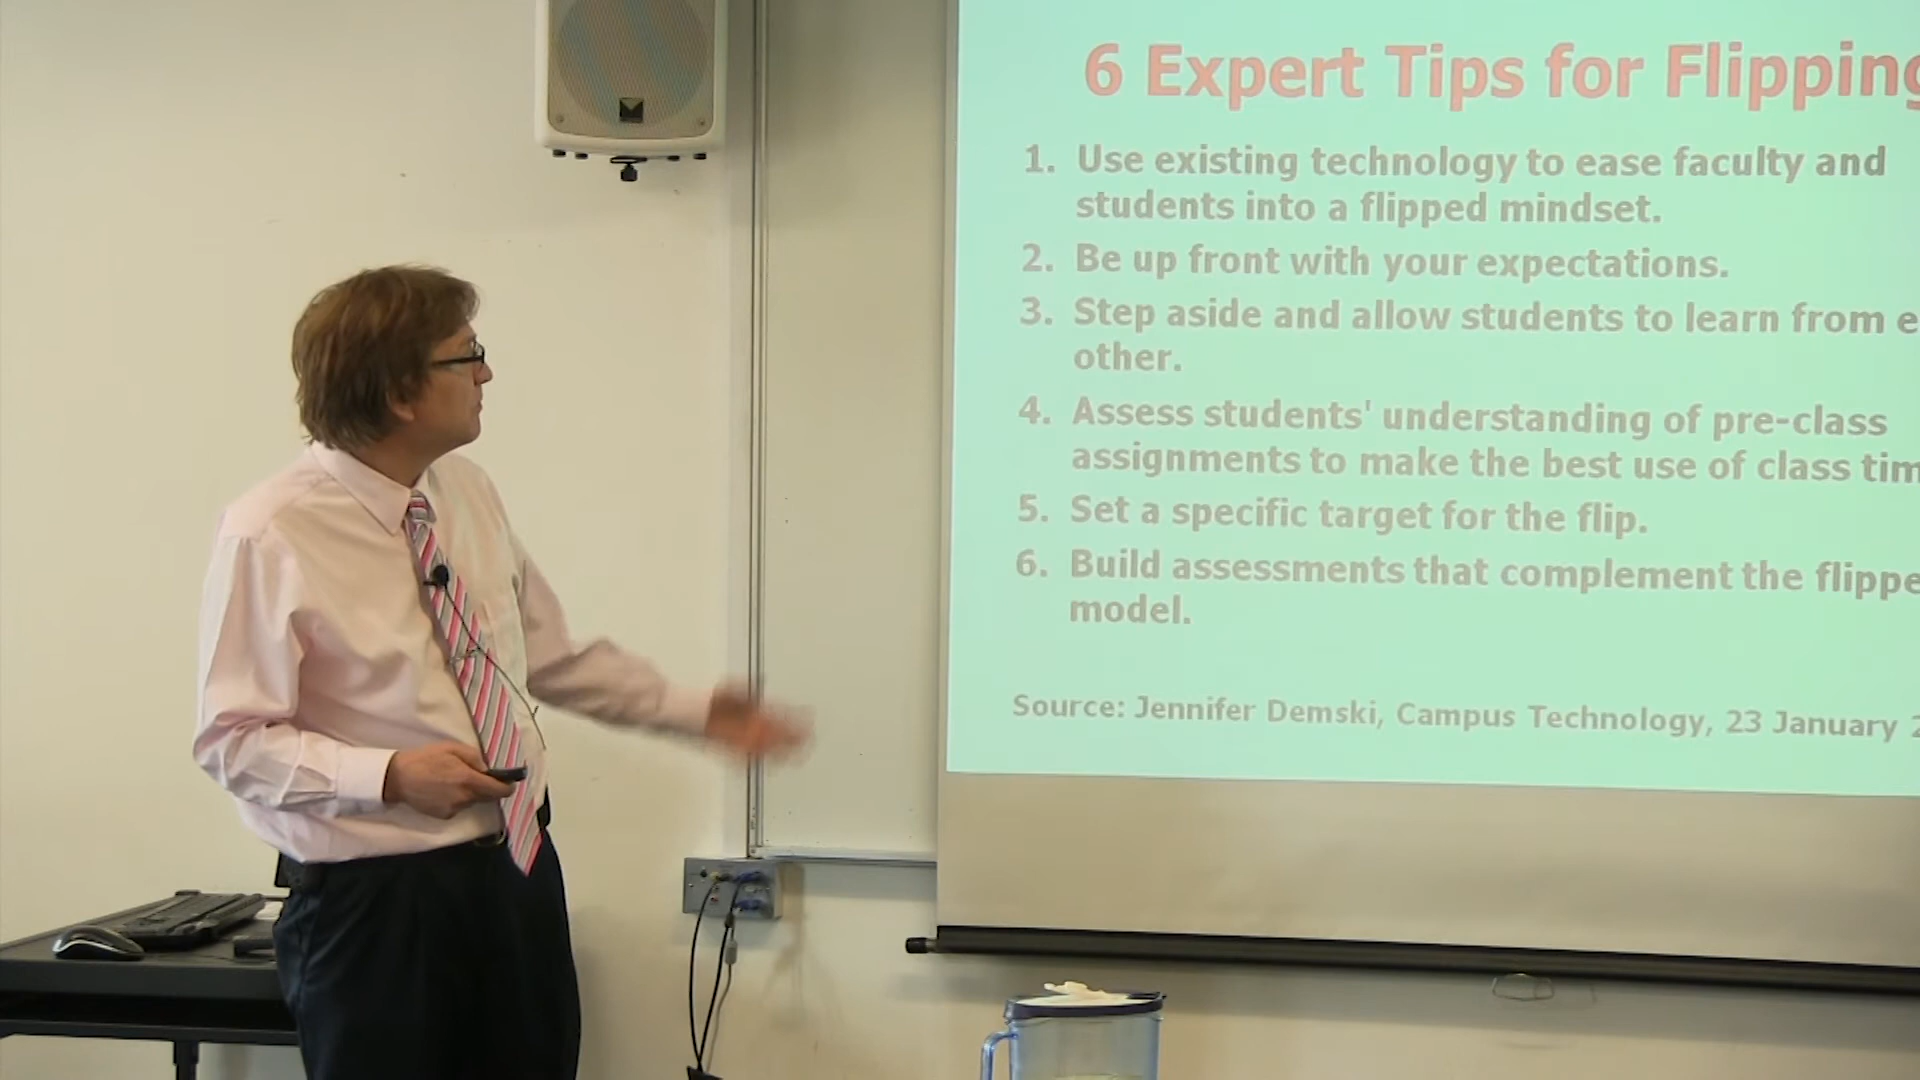 6 Expert Tips for Flipping
1. Use existing technology to ease faculty and
students into a flipped mindset.
2. Be up front with your expectations.
3. Step aside and allow students to learn from
other.
4. Assess students' understanding of pre-class
assignments to make the best use of class
5. Set a specific target for the flip.
6. Build assessments that complement the
model.
Source: Jennifer Demski, Campus Technology, 23 January